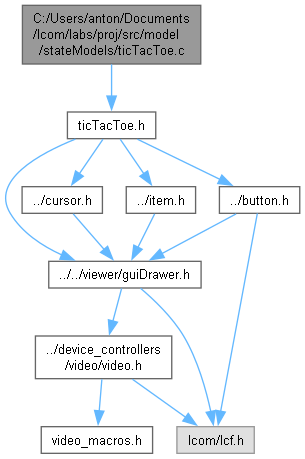 C:/Users/anton/Documents
/lcom/labs/proj/src/model
/stateModels/ticTacToe.c
ticTacToe.h
../cursor.h
../item.h
../button.h
../../viewer/guiDrawer.h
../device_controllers
/video/video.h
video_macros.h
lcom/lcf.h